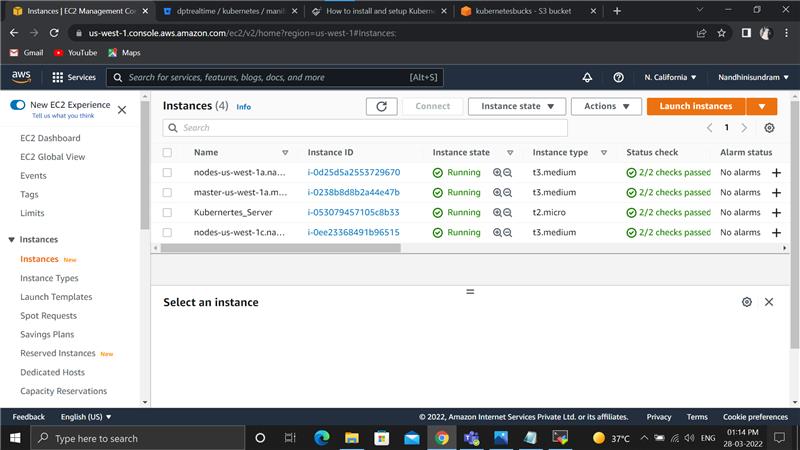 Instances | EC2 Management Con
dptrealtime / kubernetes / manif
How to install and setup Kuberne
kubernetesbucks - S3 bucket
us-west-1.console.aws.amazon.com/ec2/v2/home?region=us-west-1#Instances:
Gmail YouTube Maps
aws Services Search for services, features, blogs, docs, and more [Alt+S] N. California Nandhinisundram
New EC2 Experience
Tell us what you think
EC2 Dashboard
EC2 Global View
Events
Tags
Limits
Instances
Instances New
Instance Types
Launch Templates
Spot Requests
Savings Plans
Reserved Instances New
Dedicated Hosts
Capacity Reservations
Instances (4) Info Connect Instance state Actions Launch instances
Search 1
Name Instance ID Instance state Instance type Status check Alarm status
nodes-us-west-1a.na... i-0d25d5a2553729670 Running t3.medium 2/2 checks passed No alarms +
master-us-west-1a.m... i-0238b8d8b2a44e47b Running t3.medium 2/2 checks passed No alarms +
Kubernertes_Server i-053079457105c8b33 Running t2.micro 2/2 checks passed No alarms +
nodes-us-west-1c.na... i-0ee23368491b96515 Running t3.medium 2/2 checks passed No alarms +
Select an instance
Feedback English (US) © 2022, Amazon Internet Services Private Ltd. or its affiliates. Privacy Terms Cookie preferences
Type here to search 37°C ENG 01:14 PM
28-03-2022